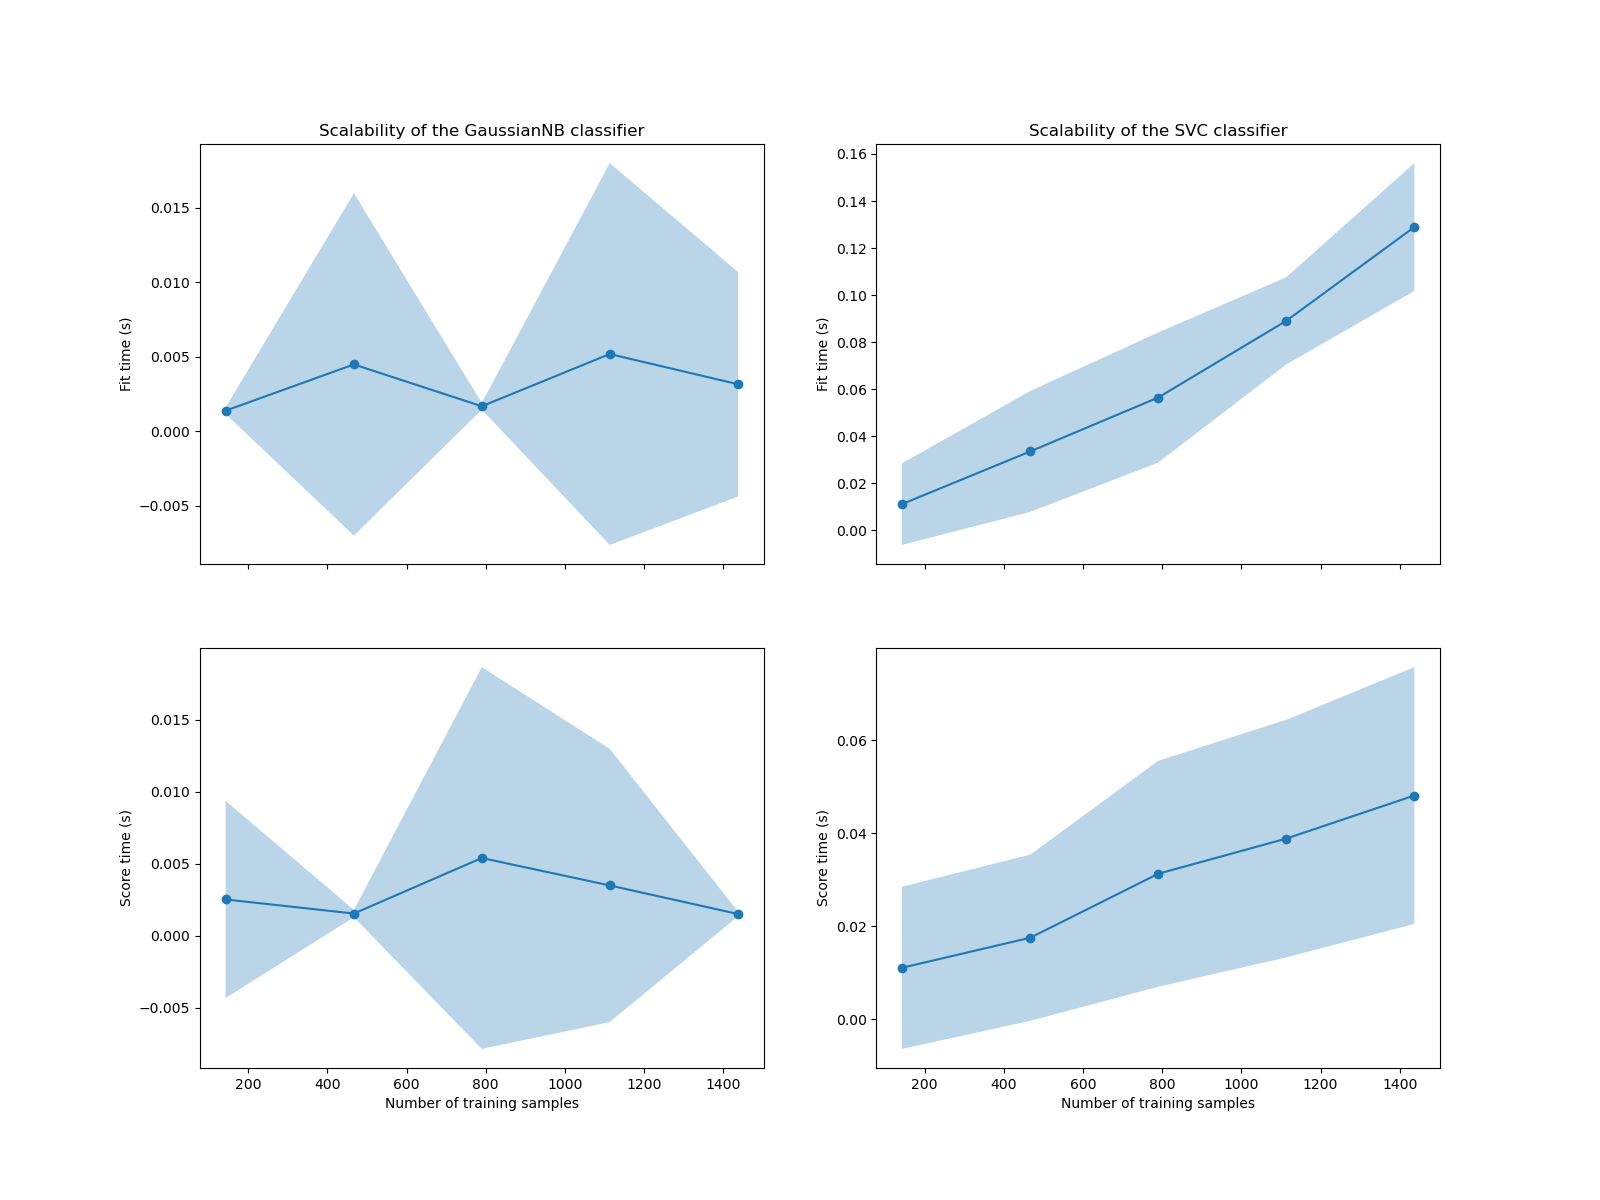 Scalability of the GaussianNB classifier
Fit time (s)
0.015
0.010
0.005
0.000
−0.005
Scalability of the SVC classifier
Fit time (s)
0.16
0.14
0.12
0.10
0.08
0.06
0.04
0.02
0.00
Score time (s)
0.015
0.010
0.005
0.000
−0.005
200 400 600 800 1000 1200 1400
Number of training samples
Score time (s)
0.06
0.04
0.02
0.00
200 400 600 800 1000 1200 1400
Number of training samples